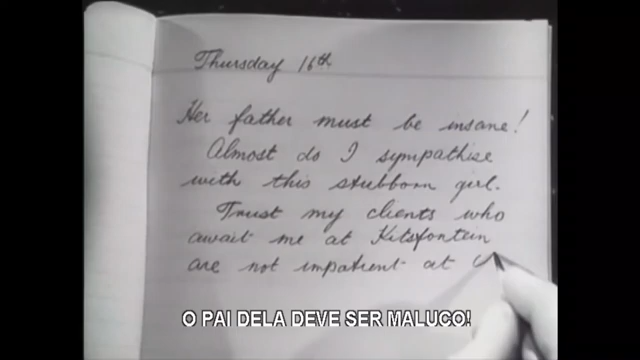 Thursday 16th
Her father must be insane!
Almost do I sympathise
with this stubborn girl.
Trust my clients who
await me at Kitsfontein
are not impatient at
O PAI DELA DEVE SER MALUCO!